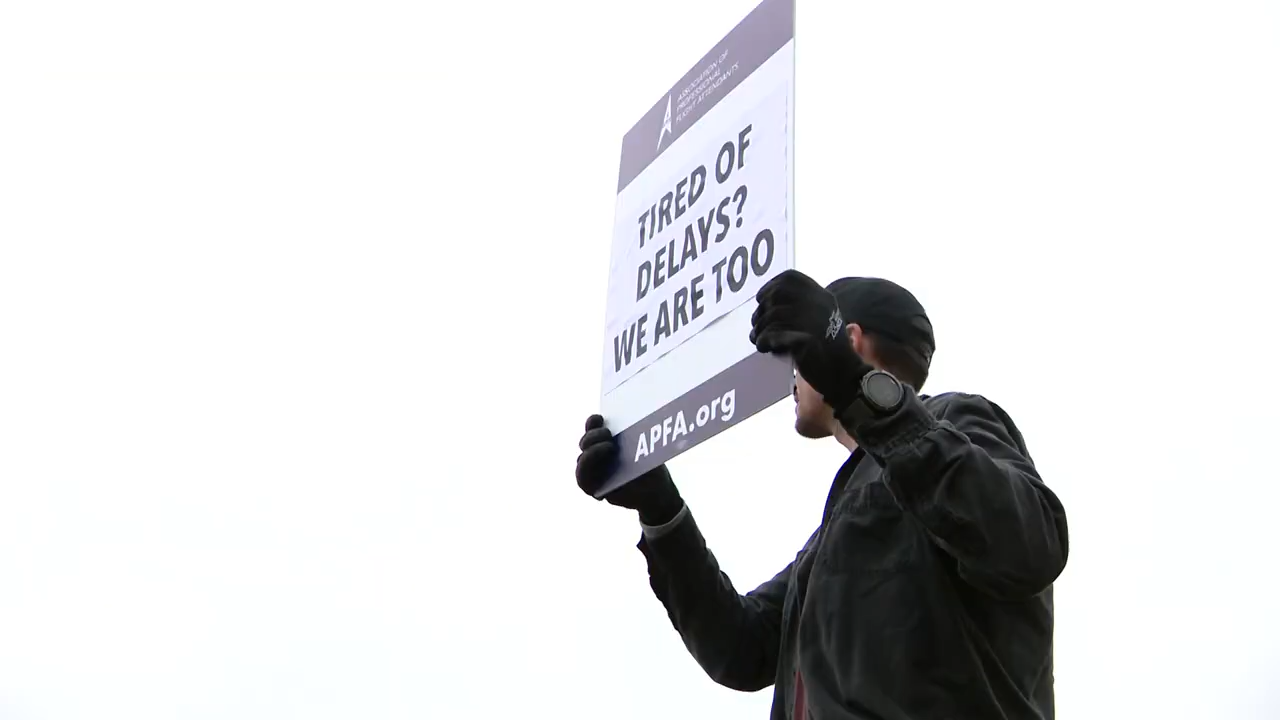 ASSOCIATION OF
PROFESSIONAL
FLIGHT ATTENDANTS
TIRED OF
DELAYS?
WE ARE TOO
APFA.org